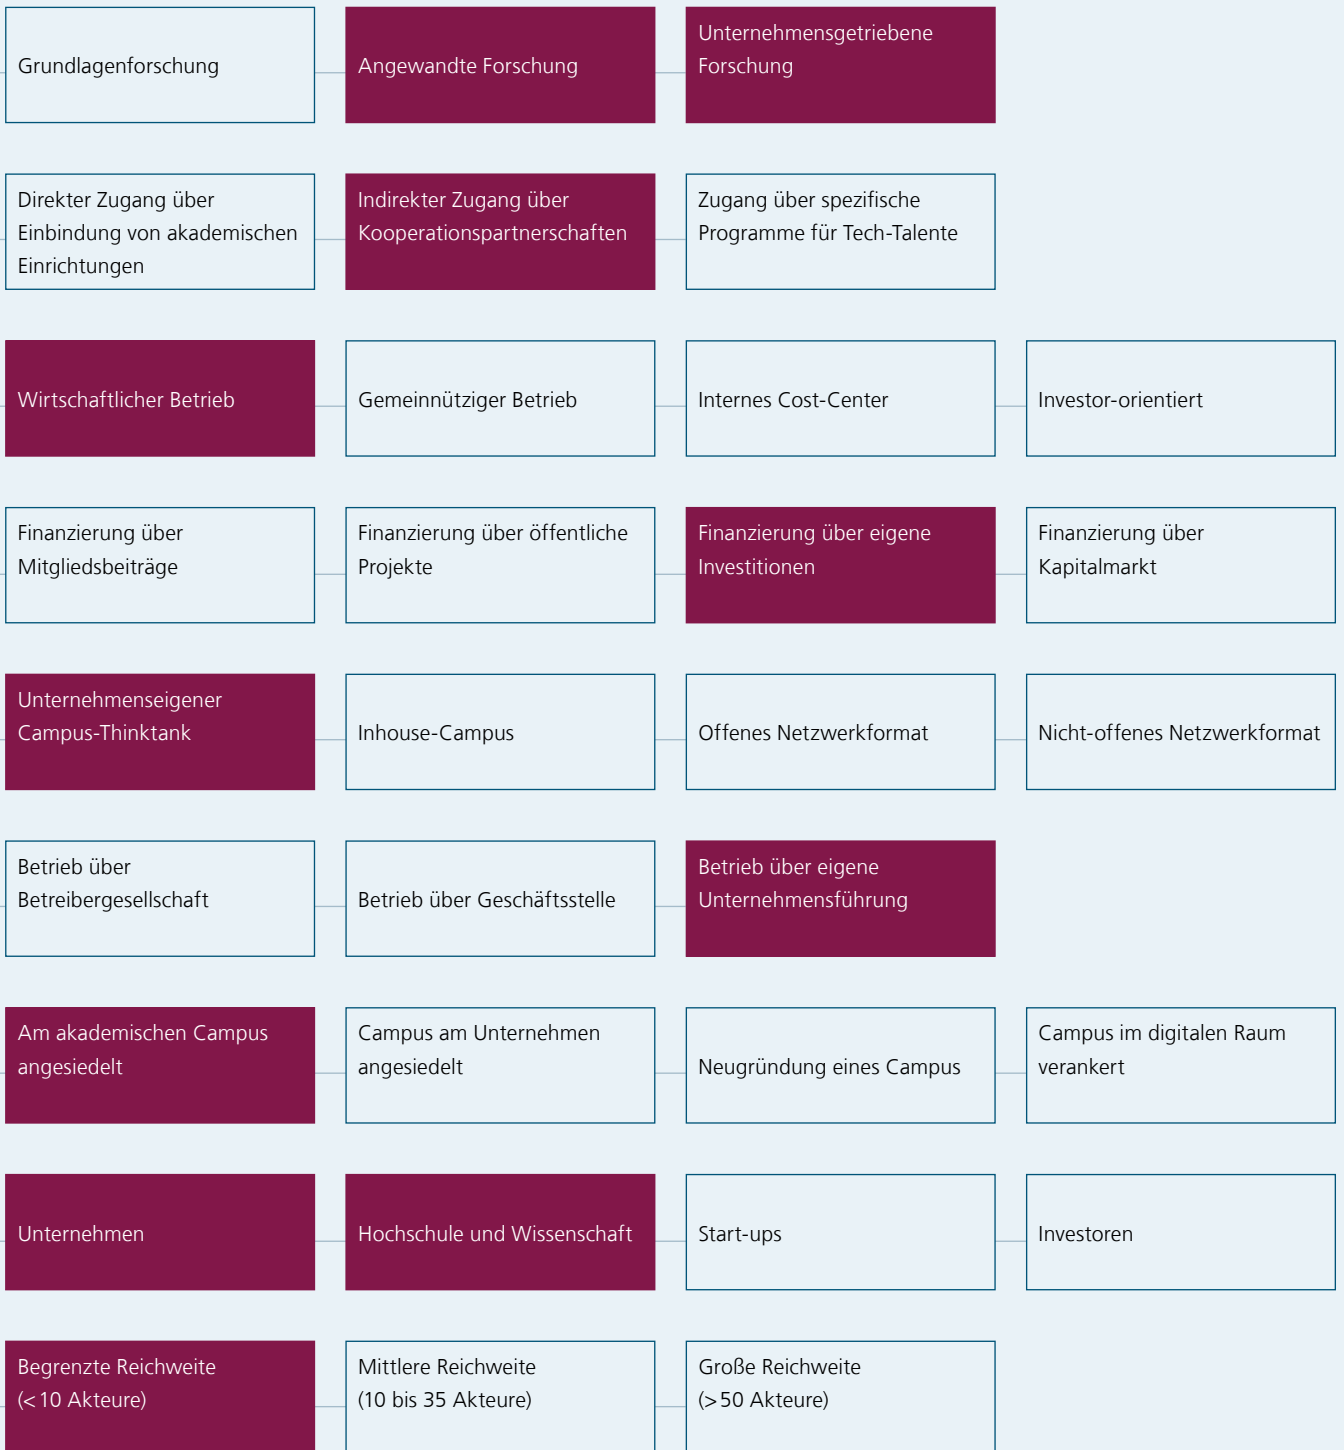 Grundlagenforschung
Angewandte Forschung
Unternehmensgetriebene
Forschung
Direkter Zugang über
Einbindung von akademischen
Einrichtungen
Indirekter Zugang über
Kooperationspartnerschaften
Zugang über spezifische
Programme für Tech-Talente
Wirtschaftlicher Betrieb
Gemeinnütziger Betrieb
Internes Cost-Center
Investor-orientiert
Finanzierung über
Mitgliedsbeiträge
Finanzierung über öffentliche
Projekte
Finanzierung über eigene
Investitionen
Finanzierung über
Kapitalmarkt
Unternehmenseigener
Campus-Thinktank
Inhouse-Campus
Offenes Netzwerkformat
Nicht-offenes Netzwerkformat
Betrieb über
Betreibergesellschaft
Betrieb über Geschäftsstelle
Betrieb über eigene
Unternehmensführung
Am akademischen Campus
angesiedelt
Campus am Unternehmen
angesiedelt
Neugründung eines Campus
Campus im digitalen Raum
verankert
Unternehmen
Hochschule und Wissenschaft
Start-ups
Investoren
Begrenzte Reichweite
(< 10 Akteure)
Mittlere Reichweite
(10 bis 35 Akteure)
Große Reichweite
(> 50 Akteure)